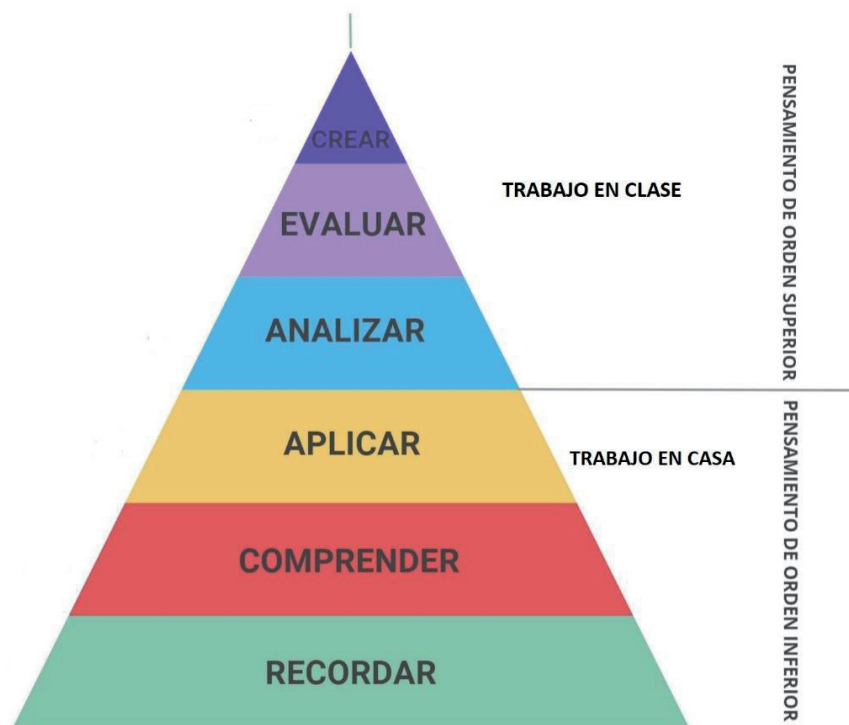 CREAR
EVALUAR
TRABAJO EN CLASE
ANALIZAR
PENSAMIENTO DE ORDEN SUPERIOR
APLICAR
TRABAJO EN CASA
COMPRENDER
RECORDAR
PENSAMIENTO DE ORDEN INFERIOR